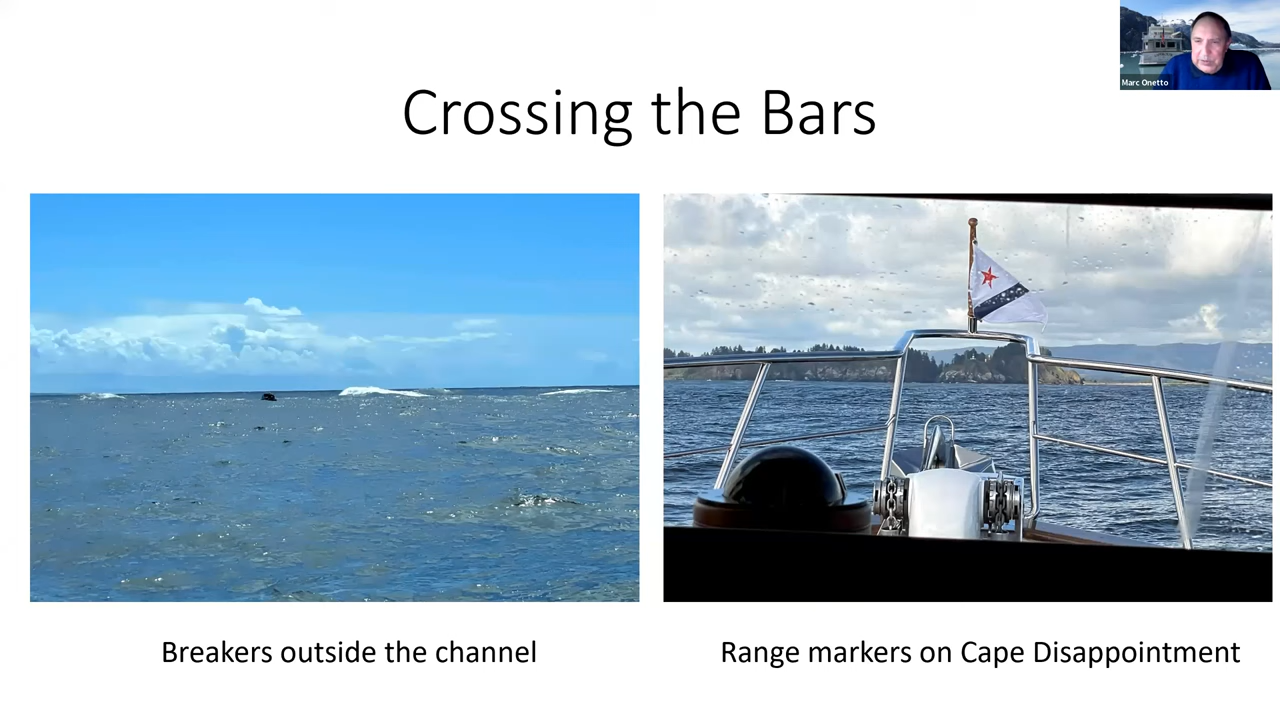 Marc Onetto
Crossing the Bars
Breakers outside the channel
Range markers on Cape Disappointment